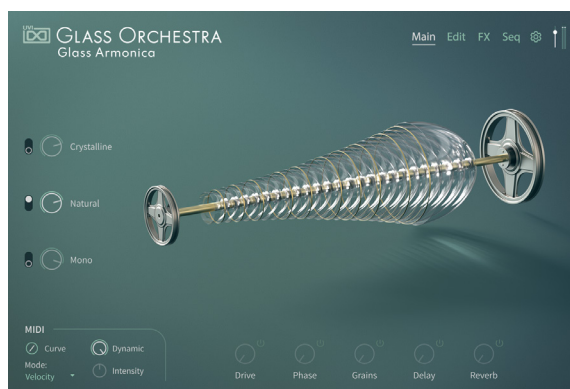 UVI
GLASS ORCHESTRA
Glass Armonica
Main Edit FX Seq
Crystalline
Natural
Mono
MIDI
Curve Dynamic
Mode:
Velocity Intensity
Drive Phase Grains Delay Reverb